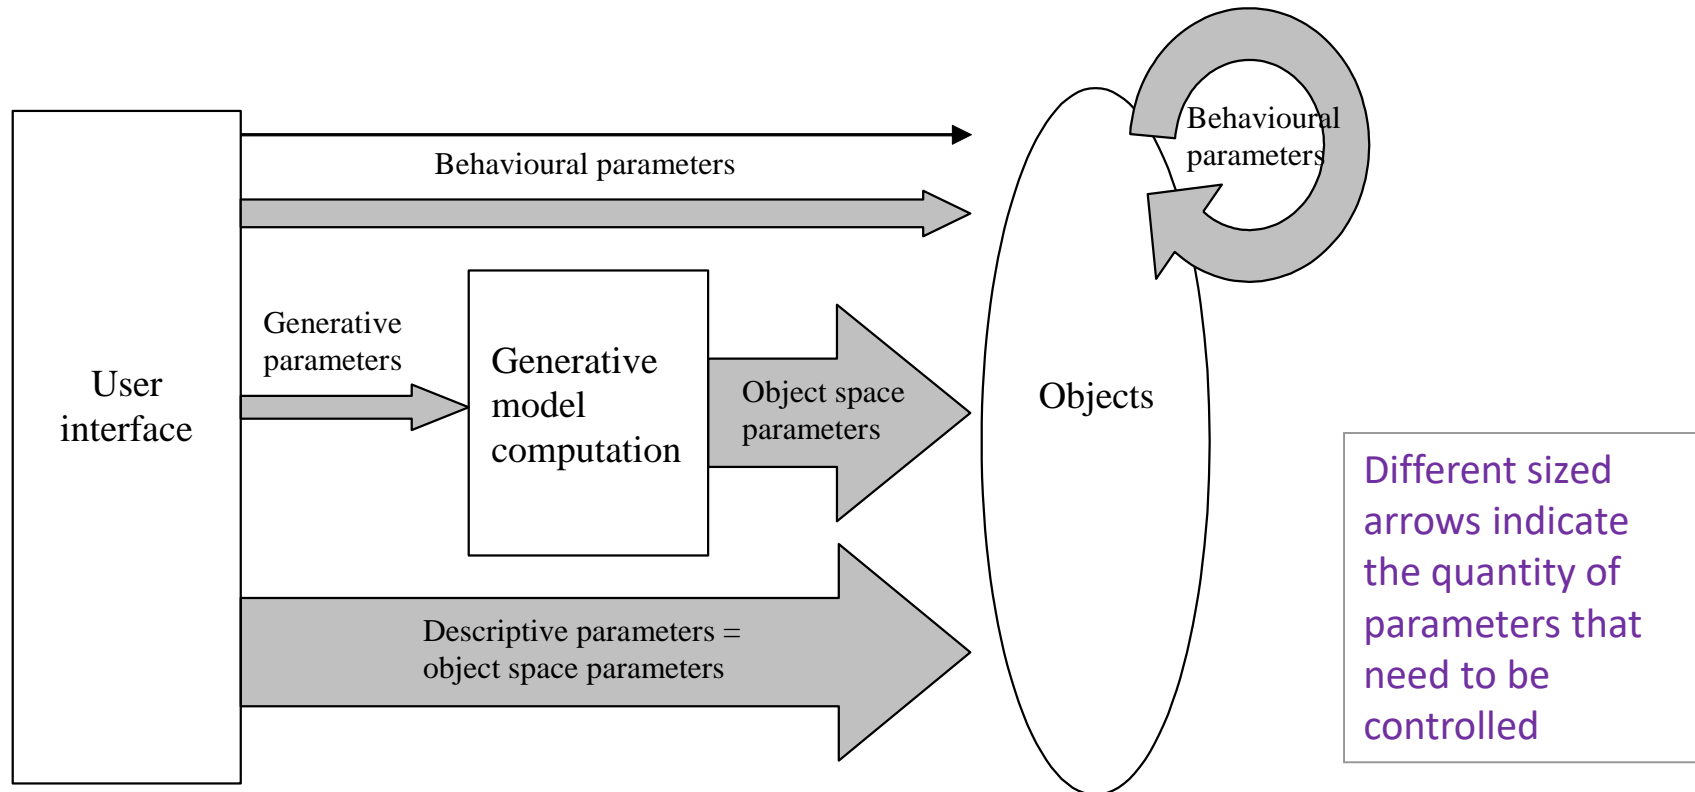 User
interface
Behavioural parameters
Generative
parameters
Generative
model
computation
Object space
parameters
Descriptive parameters =
object space parameters
Objects
Behavioural
parameters
Different sized
arrows indicate
the quantity of
parameters that
need to be
controlled